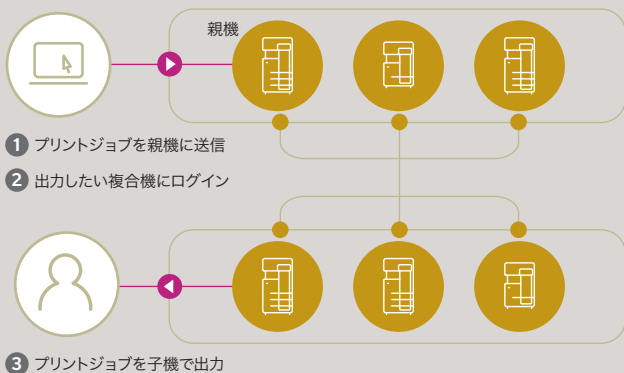 親機
1 プリントジョブを親機に送信
2 出力したい複合機にログイン
3 プリントジョブを子機で出力